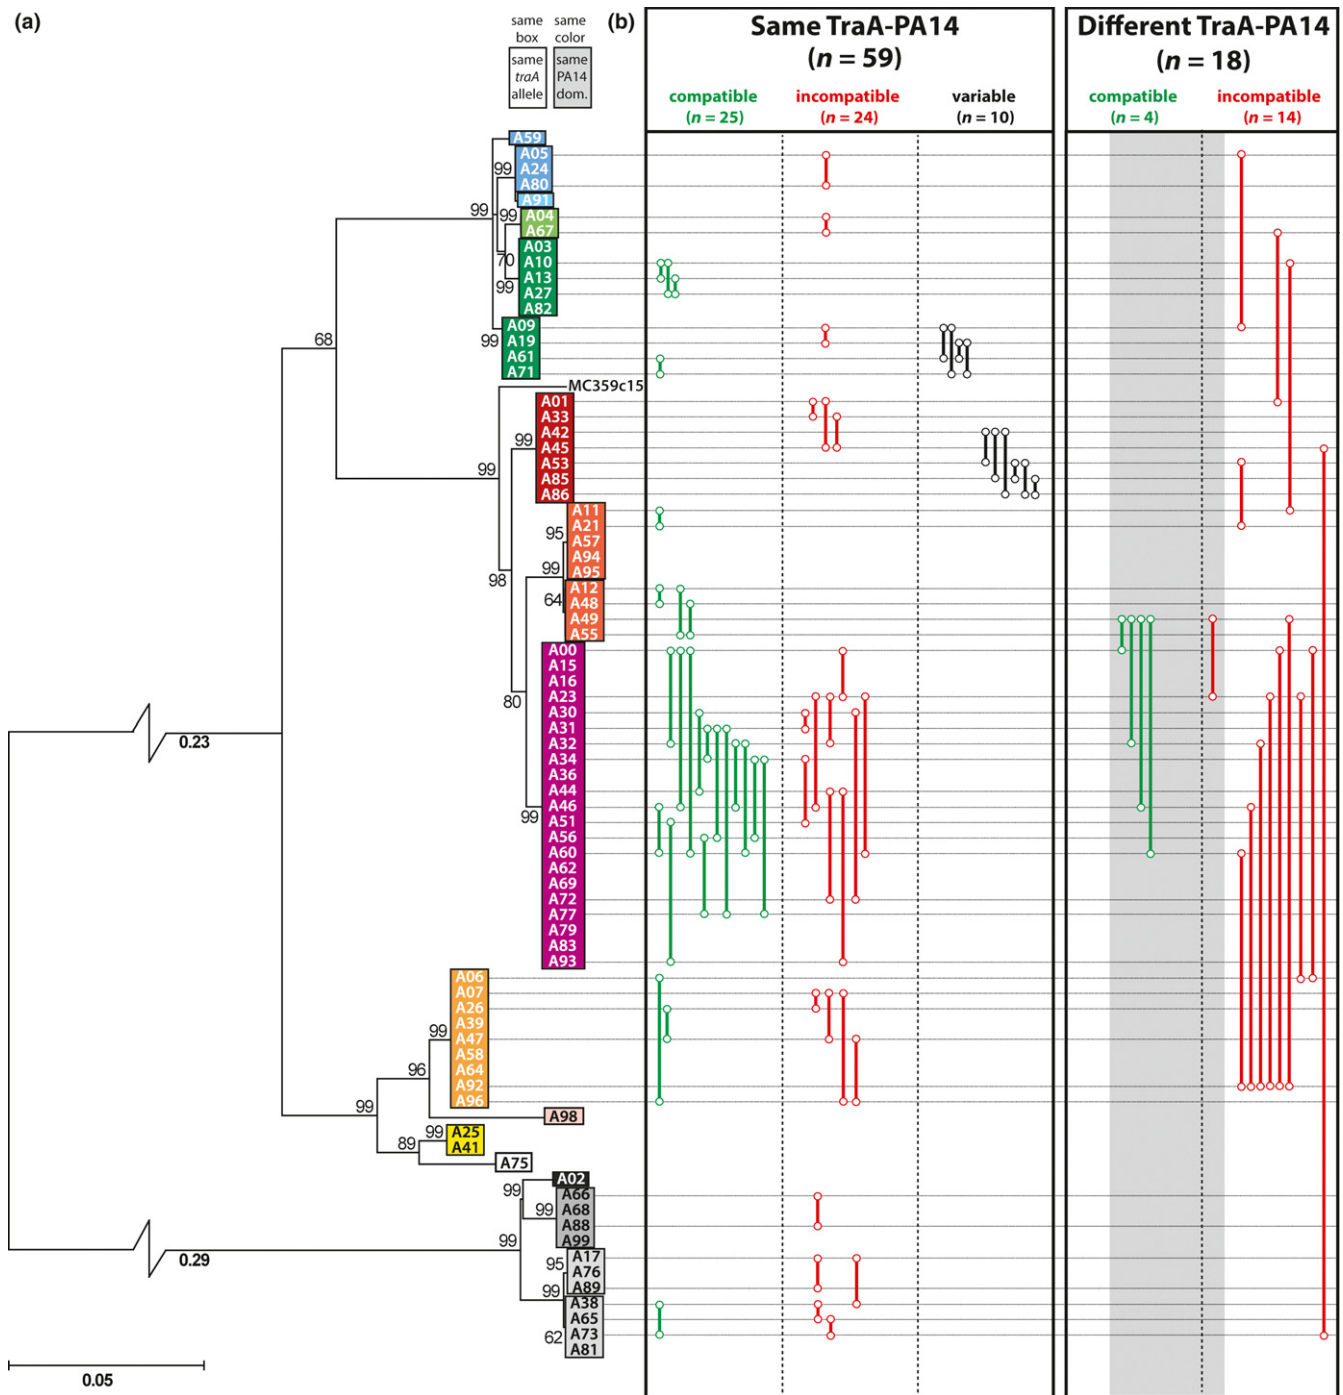 (a)
same box
same color
same traA allele
same PA14 dom.
(b)
Same TraA-PA14
(n = 59)
compatible
(n = 25)
incompatible
(n = 24)
variable
(n = 10)
Different TraA-PA14
(n = 18)
compatible
(n = 4)
incompatible
(n = 14)
A59
A05
99
A24
A80
A91
99
99
A04
A67
A03
70
A10
A13
99
A27
A82
A09
68
99
A19
A61
A71
MC359c15
A01
A33
A42
99
A45
A53
99
A85
A86
A11
A21
95
A57
A94
99
A95
98
A12
64
A48
A49
A55
A00
A15
A16
80
A23
A30
A31
0.23
A32
A34
A36
A44
A46
99
A51
A56
A60
A62
A69
A72
A77
A79
A83
A93
A06
A07
A26
A39
99
A47
A58
96
A64
A92
99
A96
A98
99
A25
89
A41
A75
A02
99
A66
99
A68
A88
99
A99
0.29
A17
95
A76
99
A89
A38
A65
62
A73
A81
0.05